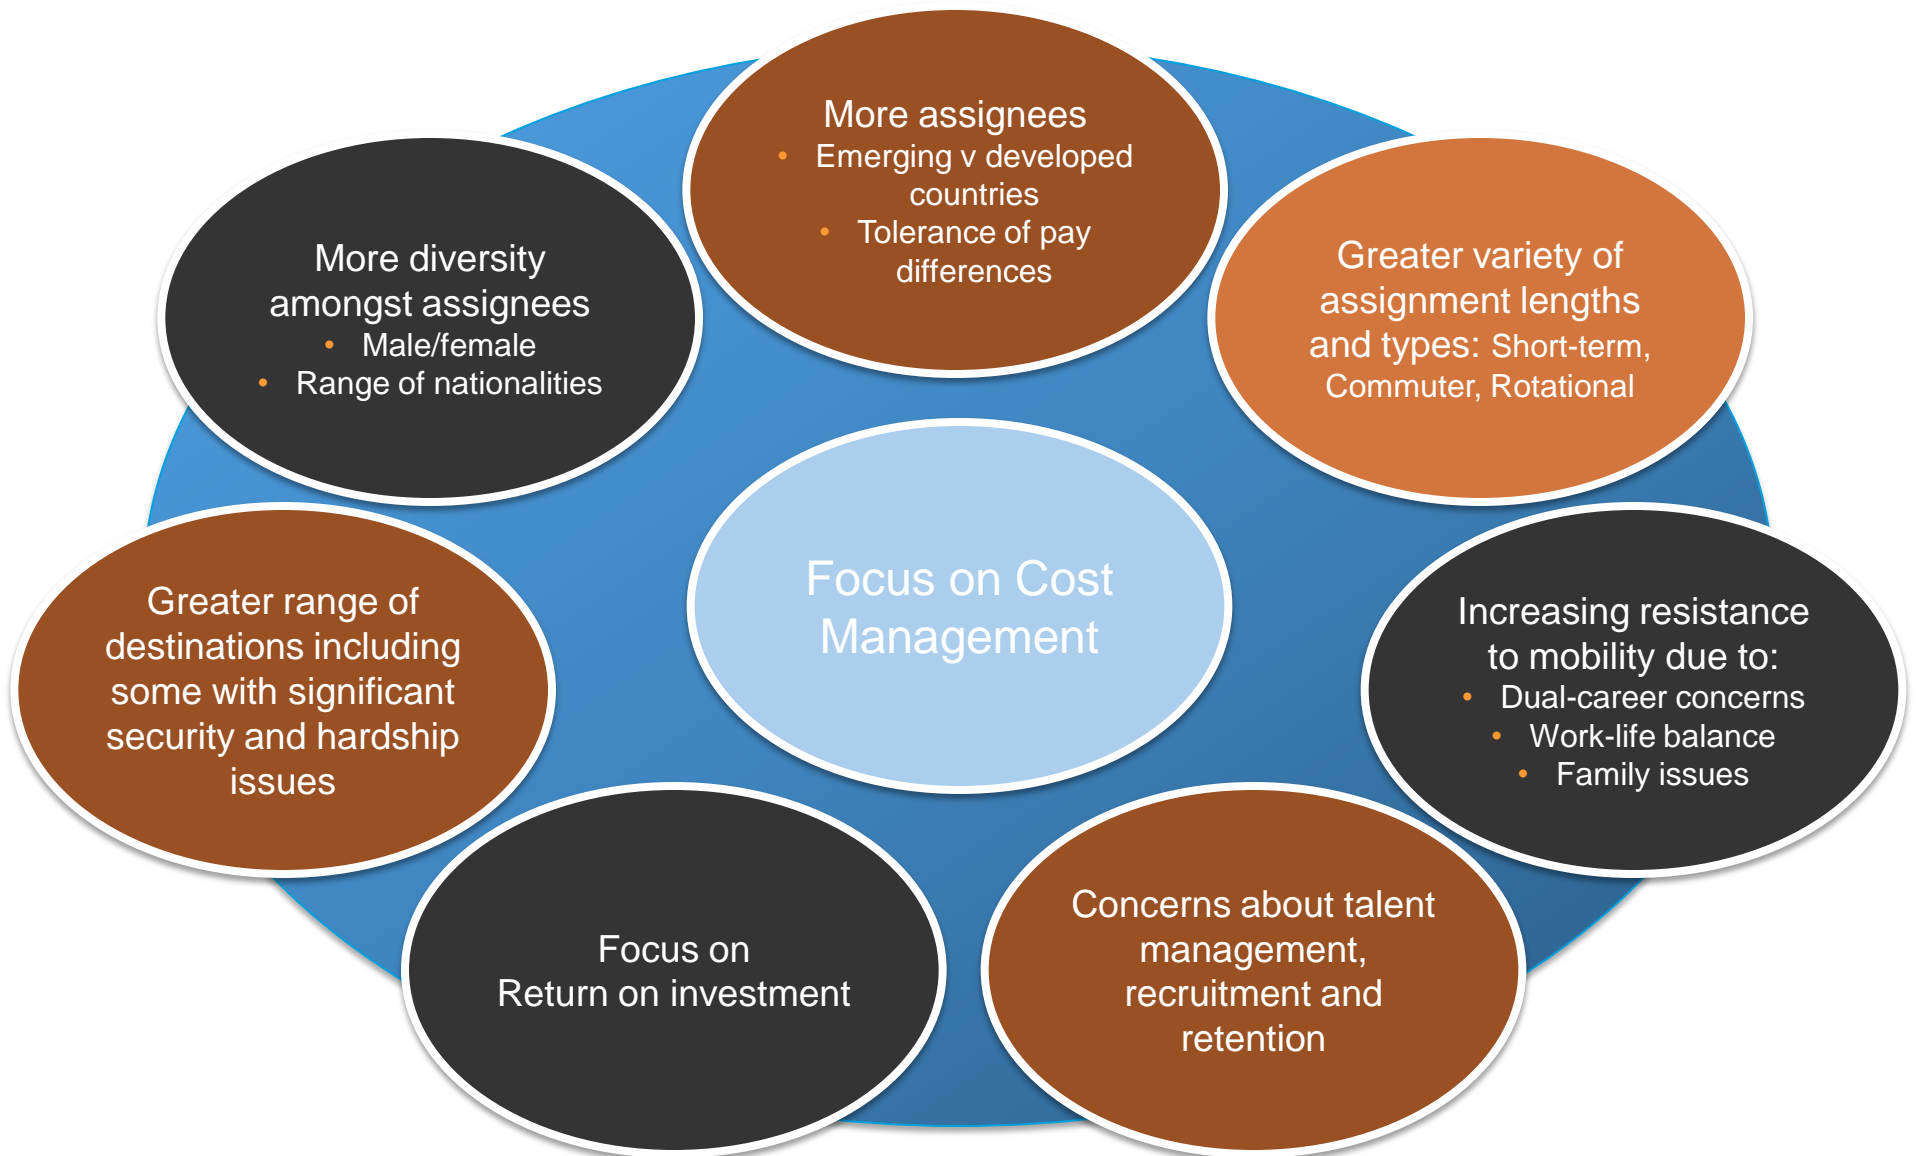 More assignees
• Emerging v developed
countries
• Tolerance of pay
differences
Greater variety of
assignment lengths
and types: Short-term,
Commuter, Rotational
Increasing resistance
to mobility due to:
• Dual-career concerns
• Work-life balance
• Family issues
Concerns about talent
management,
recruitment and
retention
Focus on
Return on investment
Greater range of
destinations including
some with significant
security and hardship
issues
More diversity
amongst assignees
• Male/female
• Range of nationalities
Focus on Cost
Management